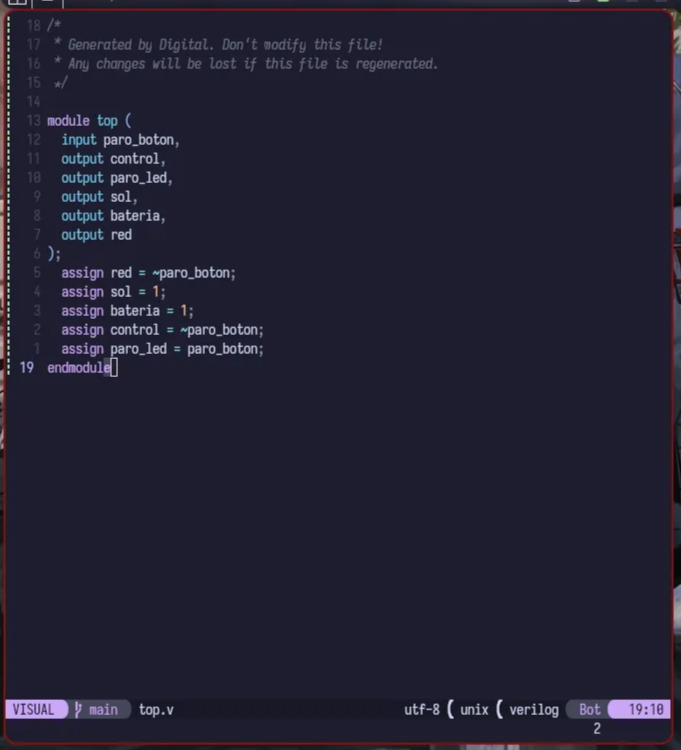 18 /*
17  * Generated by Digital. Don't modify this file!
16  * Any changes will be lost if this file is regenerated.
15  */
14
13 module top (
12   input paro_boton,
11   output control,
10   output paro_led,
9   output sol,
8   output bateria,
7   output red
6 );
5   assign red = ~paro_boton;
4   assign sol = 1;
3   assign bateria = 1;
2   assign control = ~paro_boton;
1   assign paro_led = paro_boton;
19 endmodule
VISUAL main top.v utf-8 ( unix ( verilog Bot 19:10
2